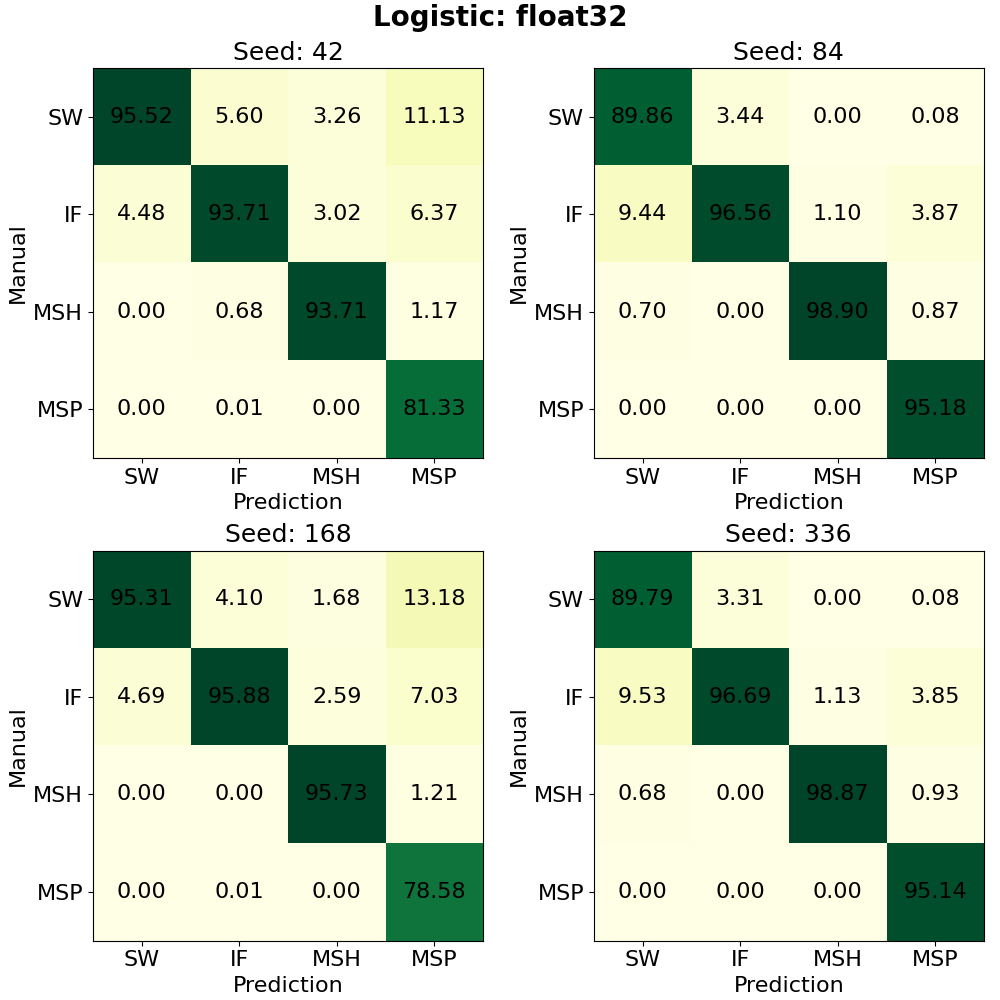 Logistic: float32
Seed: 42
SW 95.52 5.60 3.26 11.13
IF 4.48 93.71 3.02 6.37
MSH 0.00 0.68 93.71 1.17
MSP 0.00 0.01 0.00 81.33
SW IF MSH MSP
Prediction
Manual
Seed: 84
SW 89.86 3.44 0.00 0.08
IF 9.44 96.56 1.10 3.87
MSH 0.70 0.00 98.90 0.87
MSP 0.00 0.00 0.00 95.18
SW IF MSH MSP
Prediction
Manual
Seed: 168
SW 95.31 4.10 1.68 13.18
IF 4.69 95.88 2.59 7.03
MSH 0.00 0.00 95.73 1.21
MSP 0.00 0.01 0.00 78.58
SW IF MSH MSP
Prediction
Manual
Seed: 336
SW 89.79 3.31 0.00 0.08
IF 9.53 96.69 1.13 3.85
MSH 0.68 0.00 98.87 0.93
MSP 0.00 0.00 0.00 95.14
SW IF MSH MSP
Prediction
Manual